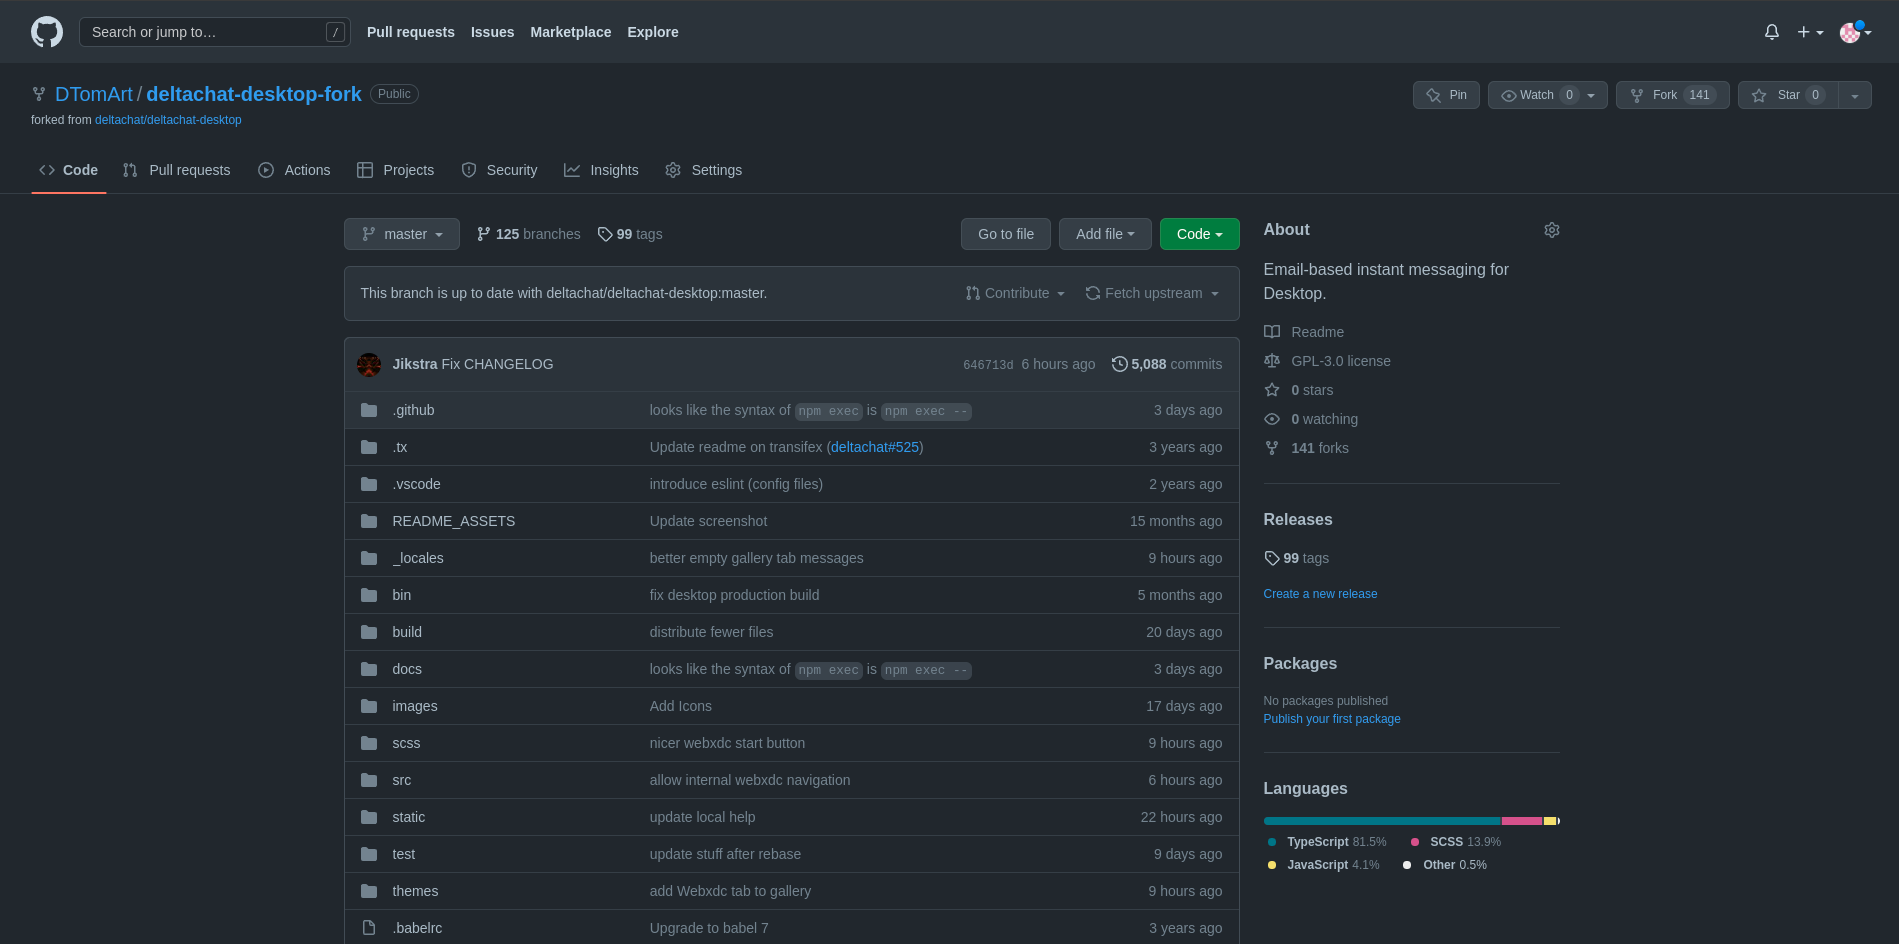 Search or jump to… /
Pull requests Issues Marketplace Explore
DTomArt / deltachat-desktop-fork Public
forked from deltachat/deltachat-desktop
Pin Watch 0 Fork 141 Star 0
Code Pull requests Actions Projects Security Insights Settings
master 125 branches 99 tags Go to file Add file Code
This branch is up to date with deltachat/deltachat-desktop:master. Contribute Fetch upstream
Jikstra Fix CHANGELOG 646713d 6 hours ago 5,088 commits
.github looks like the syntax of npm exec is npm exec -- 3 days ago
.tx Update readme on transifex (deltachat#525) 3 years ago
.vscode introduce eslint (config files) 2 years ago
README_ASSETS Update screenshot 15 months ago
_locales better empty gallery tab messages 9 hours ago
bin fix desktop production build 5 months ago
build distribute fewer files 20 days ago
docs looks like the syntax of npm exec is npm exec -- 3 days ago
images Add Icons 17 days ago
scss nicer webxdc start button 9 hours ago
src allow internal webxdc navigation 6 hours ago
static update local help 22 hours ago
test update stuff after rebase 9 days ago
themes add Webxdc tab to gallery 9 hours ago
.babelrc Upgrade to babel 7 3 years ago
About
Email-based instant messaging for
Desktop.
Readme
GPL-3.0 license
0 stars
0 watching
141 forks
Releases
99 tags
Create a new release
Packages
No packages published
Publish your first package
Languages
TypeScript 81.5% SCSS 13.9%
JavaScript 4.1% Other 0.5%